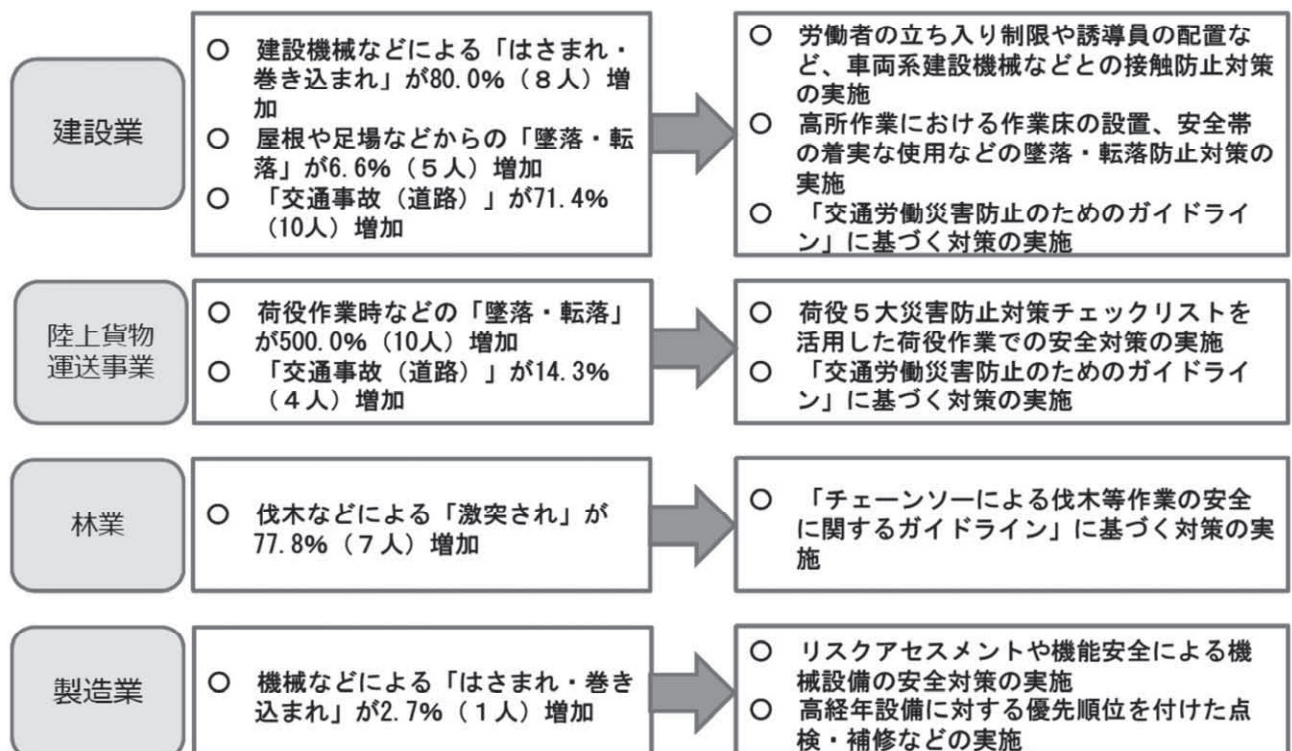 建設業
○ 建設機械などによる「はさまれ・
巻き込まれ」が80.0%（８人）増
加
○ 屋根や足場などからの「墜落・転
落」が6.6%（５人）増加
○ 「交通事故（道路）」が71.4%
（10人）増加
○ 労働者の立ち入り制限や誘導員の配置な
ど、車両系建設機械などとの接触防止対策
の実施
○ 高所作業における作業床の設置、安全帯
の着実な使用などの墜落・転落防止対策の
実施
○ 「交通労働災害防止のためのガイドライ
ン」に基づく対策の実施
陸上貨物
運送事業
○ 荷役作業時などの「墜落・転落」
が500.0%（10人）増加
○ 「交通事故（道路）」が14.3%
（４人）増加
○ 荷役５大災害防止対策チェックリストを
活用した荷役作業での安全対策の実施
○ 「交通労働災害防止のためのガイドライ
ン」に基づく対策の実施
林業
○ 伐木などによる「激突され」が
77.8%（７人）増加
○ 「チェーンソーによる伐木等作業の安全
に関するガイドライン」に基づく対策の実
施
製造業
○ 機械などによる「はさまれ・巻き
込まれ」が2.7%（１人）増加
○ リスクアセスメントや機能安全による機
械設備の安全対策の実施
○ 高経年設備に対する優先順位を付けた点
検・補修などの実施